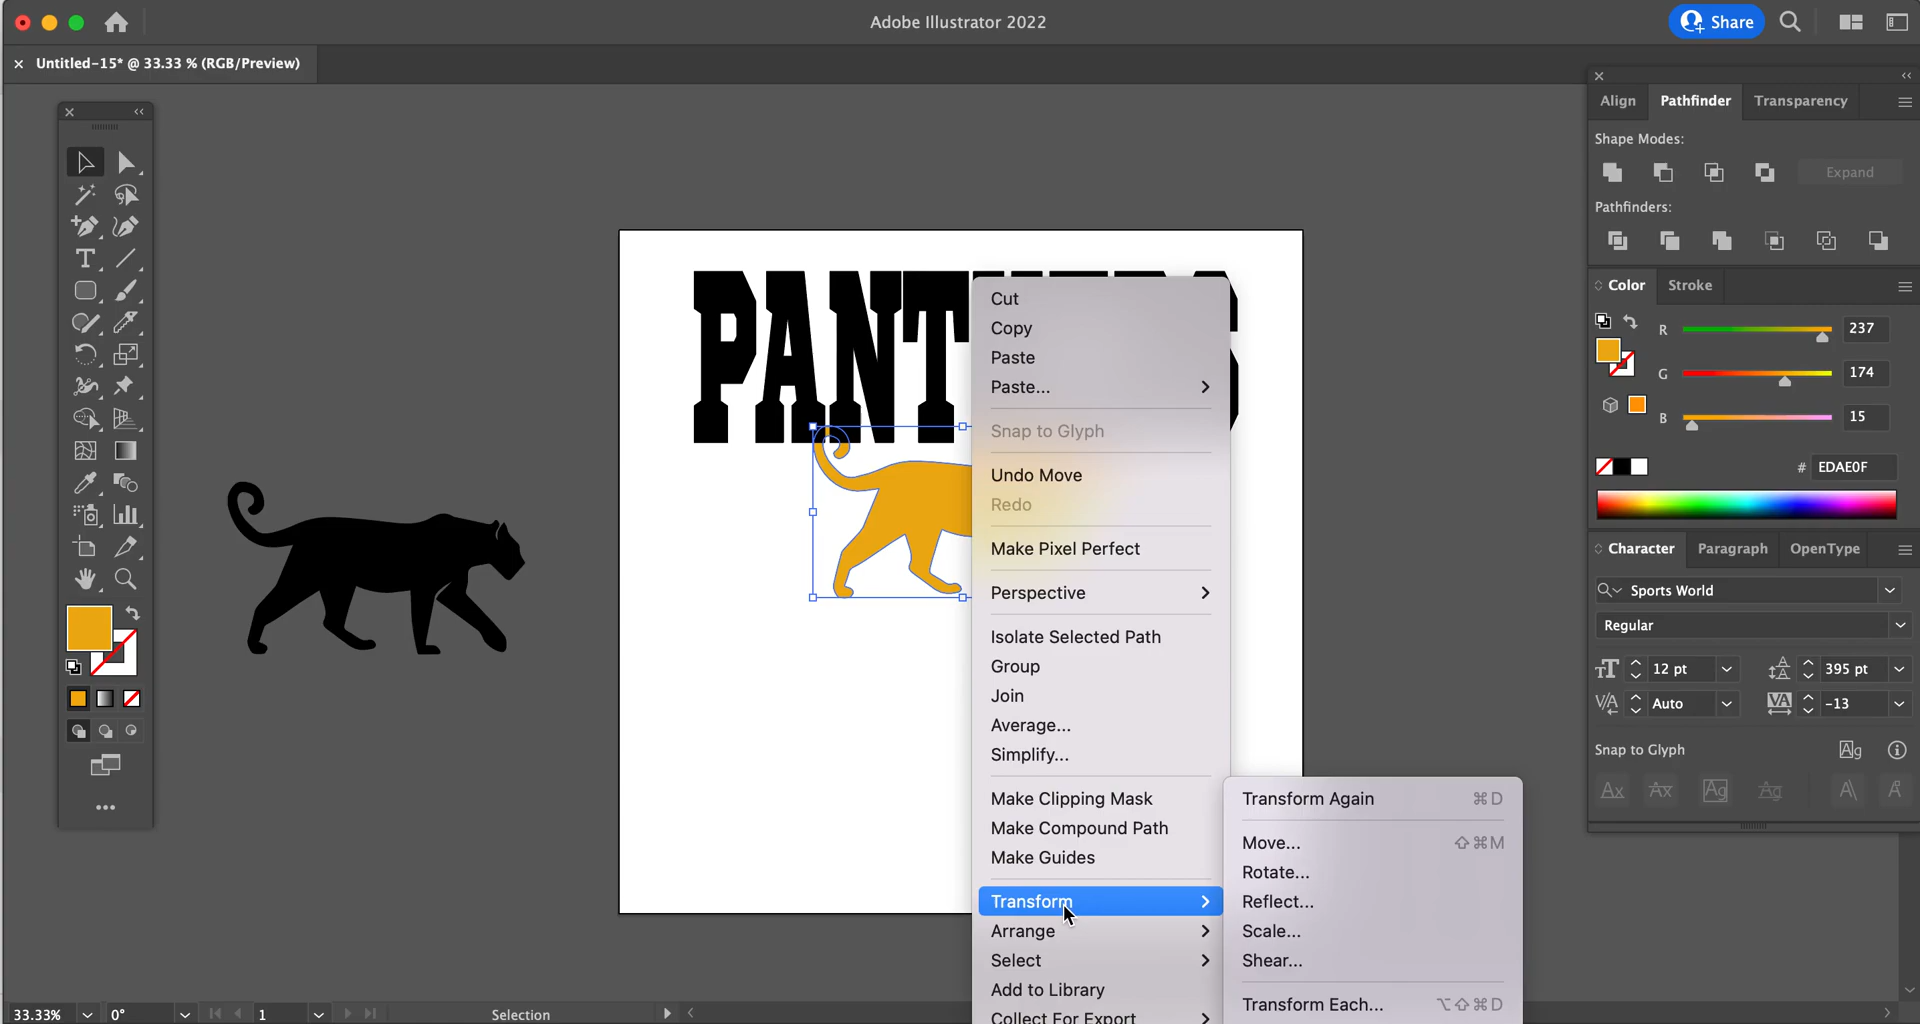 Adobe Illustrator 2022
Share
Untitled-15* @ 33.33 % (RGB/Preview)
Align Pathfinder Transparency
Shape Modes:
Expand
Pathfinders:
Color Stroke
R 237
G 174
B 15
# EDAE0F
Character Paragraph OpenType
Sports World
Regular
12 pt 395 pt
Auto -13
Snap to Glyph
PANT
Cut
Copy
Paste
Paste...
Snap to Glyph
Undo Move
Redo
Make Pixel Perfect
Perspective
Isolate Selected Path
Group
Join
Average...
Simplify...
Make Clipping Mask
Make Compound Path
Make Guides
Transform
Arrange
Select
Add to Library
Collect For Export
Transform Again ⌘D
Move... ⇧⌘M
Rotate...
Reflect...
Scale...
Shear...
Transform Each... ⌥⇧⌘D
33.33% 0° 1 Selection